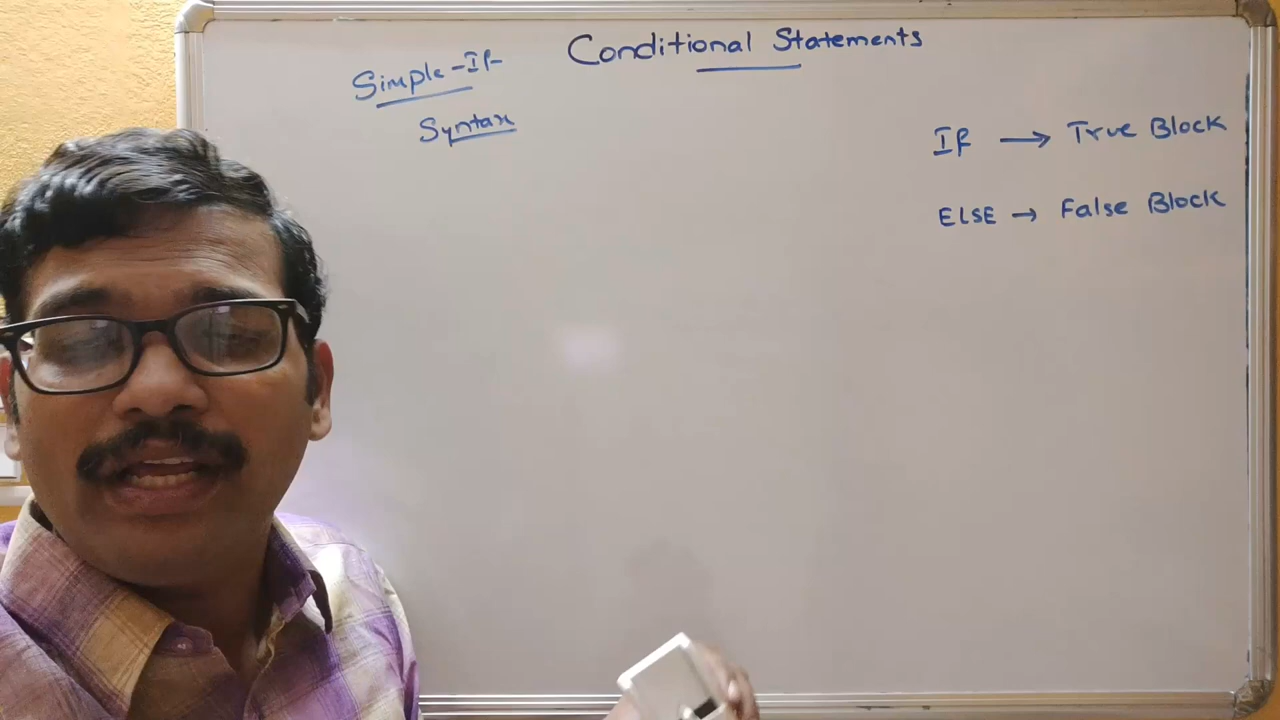 Conditional Statements
Simple-If
Syntax
If → True Block
ELSE → False Block